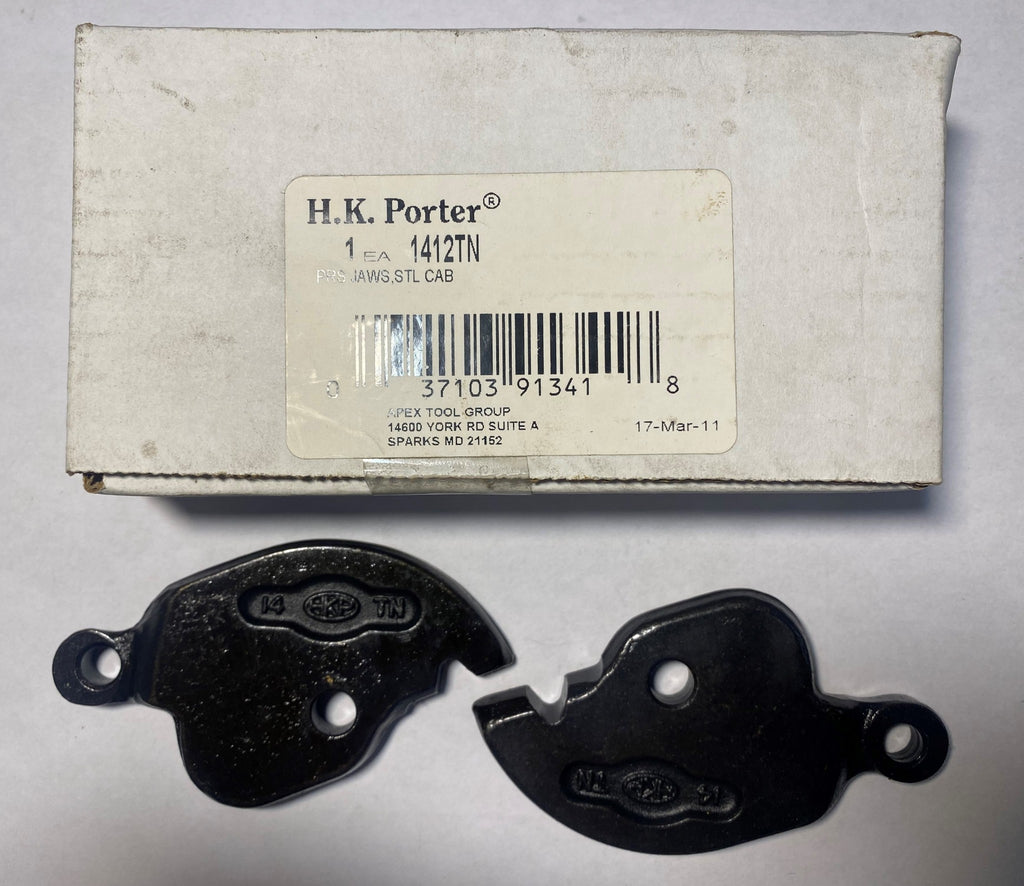 H.K. Porter®
1 EA 1412TN
PRS JAWS,STL CAB
0 37103 91341 8
APEX TOOL GROUP
14600 YORK RD SUITE A
17-Mar-11
SPARKS MD 21152
14 HKP TN
14 HKP TN